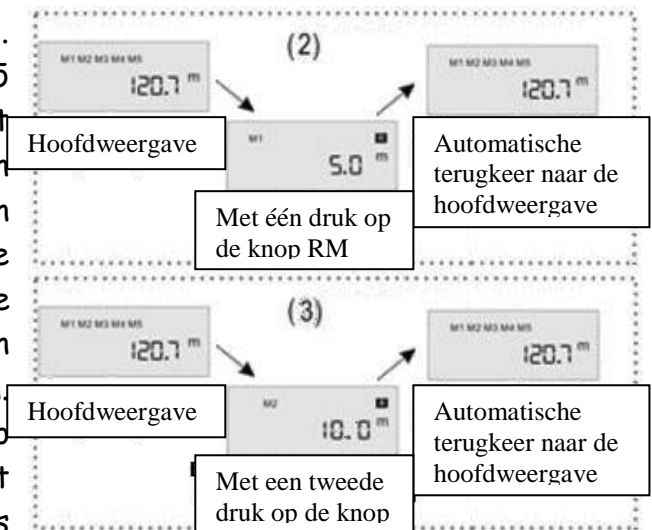 (2)
M1 M2 M3 M4 M5
120.7 m
M1 M2 M3 M4 M5
120.7 m
Hoofdweergave
M1
5.0 m
Automatische
terugkeer naar de
hoofdweergave
Met één druk op
de knop RM
(3)
M1 M2 M3 M4 M5
120.7 m
M1 M2 M3 M4 M5
120.7 m
Hoofdweergave
M2
10.0 m
Automatische
terugkeer naar de
hoofdweergave
Met een tweede
druk op de knop